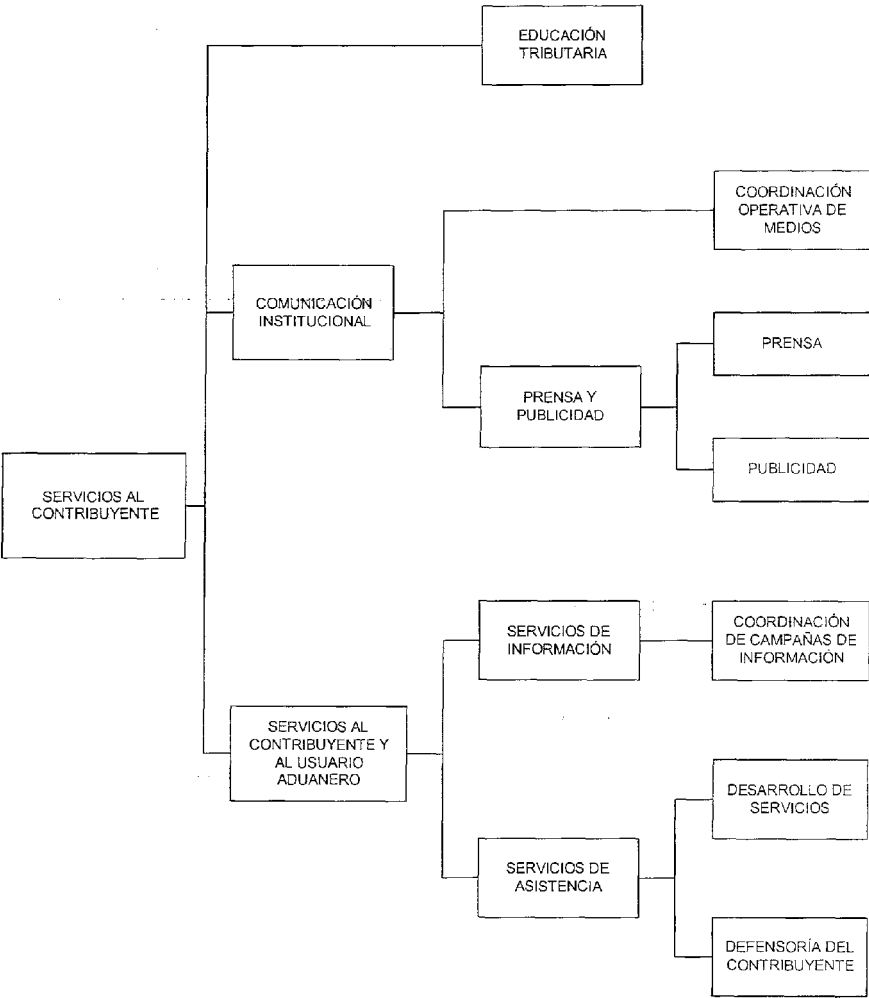 EDUCACIÓN
TRIBUTARIA
COORDINACIÓN
OPERATIVA DE
MEDIOS
COMUNICACIÓN
INSTITUCIONAL
PRENSA
PRENSA Y
PUBLICIDAD
PUBLICIDAD
SERVICIOS AL
CONTRIBUYENTE
SERVICIOS DE
INFORMACIÓN
COORDINACIÓN
DE CAMPAÑAS DE
INFORMACIÓN
SERVICIOS AL
CONTRIBUYENTE Y
AL USUARIO
ADUANERO
DESARROLLO DE
SERVICIOS
SERVICIOS DE
ASISTENCIA
DEFENSORÍA DEL
CONTRIBUYENTE